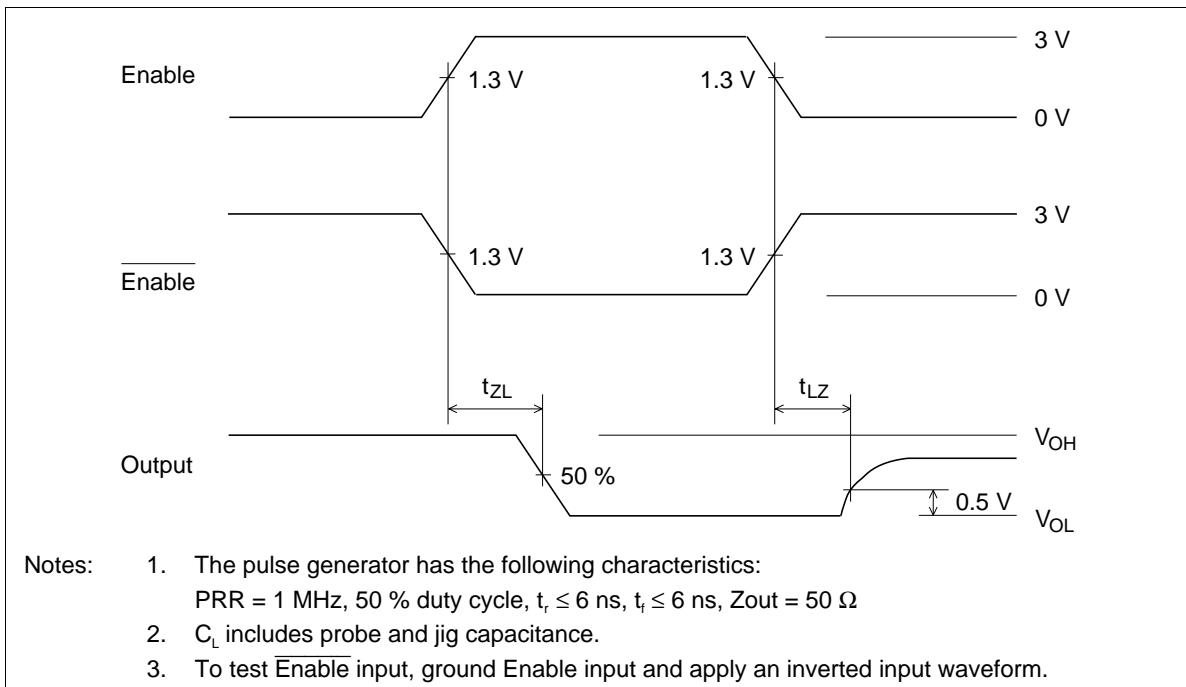 3 V
Enable
1.3 V 1.3 V
0 V
3 V
1.3 V 1.3 V
Enable
0 V
tZL tLZ
VOH
Output
50 %
0.5 V
VOL
Notes: 1. The pulse generator has the following characteristics:
PRR = 1 MHz, 50 % duty cycle, tr ≤ 6 ns, tf ≤ 6 ns, Zout = 50 Ω
2. CL includes probe and jig capacitance.
3. To test Enable input, ground Enable input and apply an inverted input waveform.